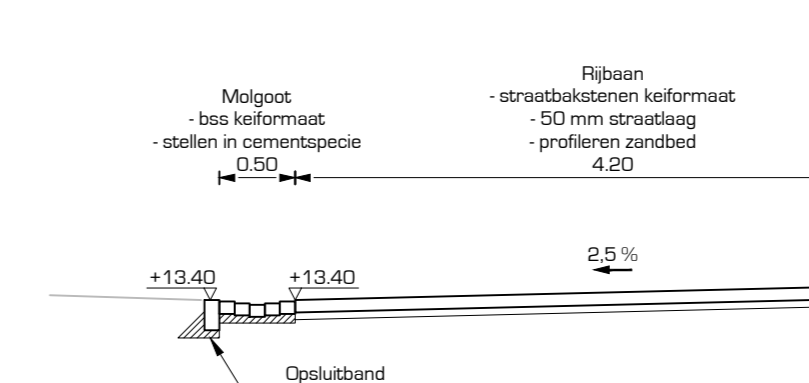 Molgoot
- bss keiformaat
- stellen in cementspecie
0.50
Rijbaan
- straatbakstenen keiformaat
- 50 mm straatlaag
- profileren zandbed
4.20
2,5 %
+13.40
+13.40
Opsluitband